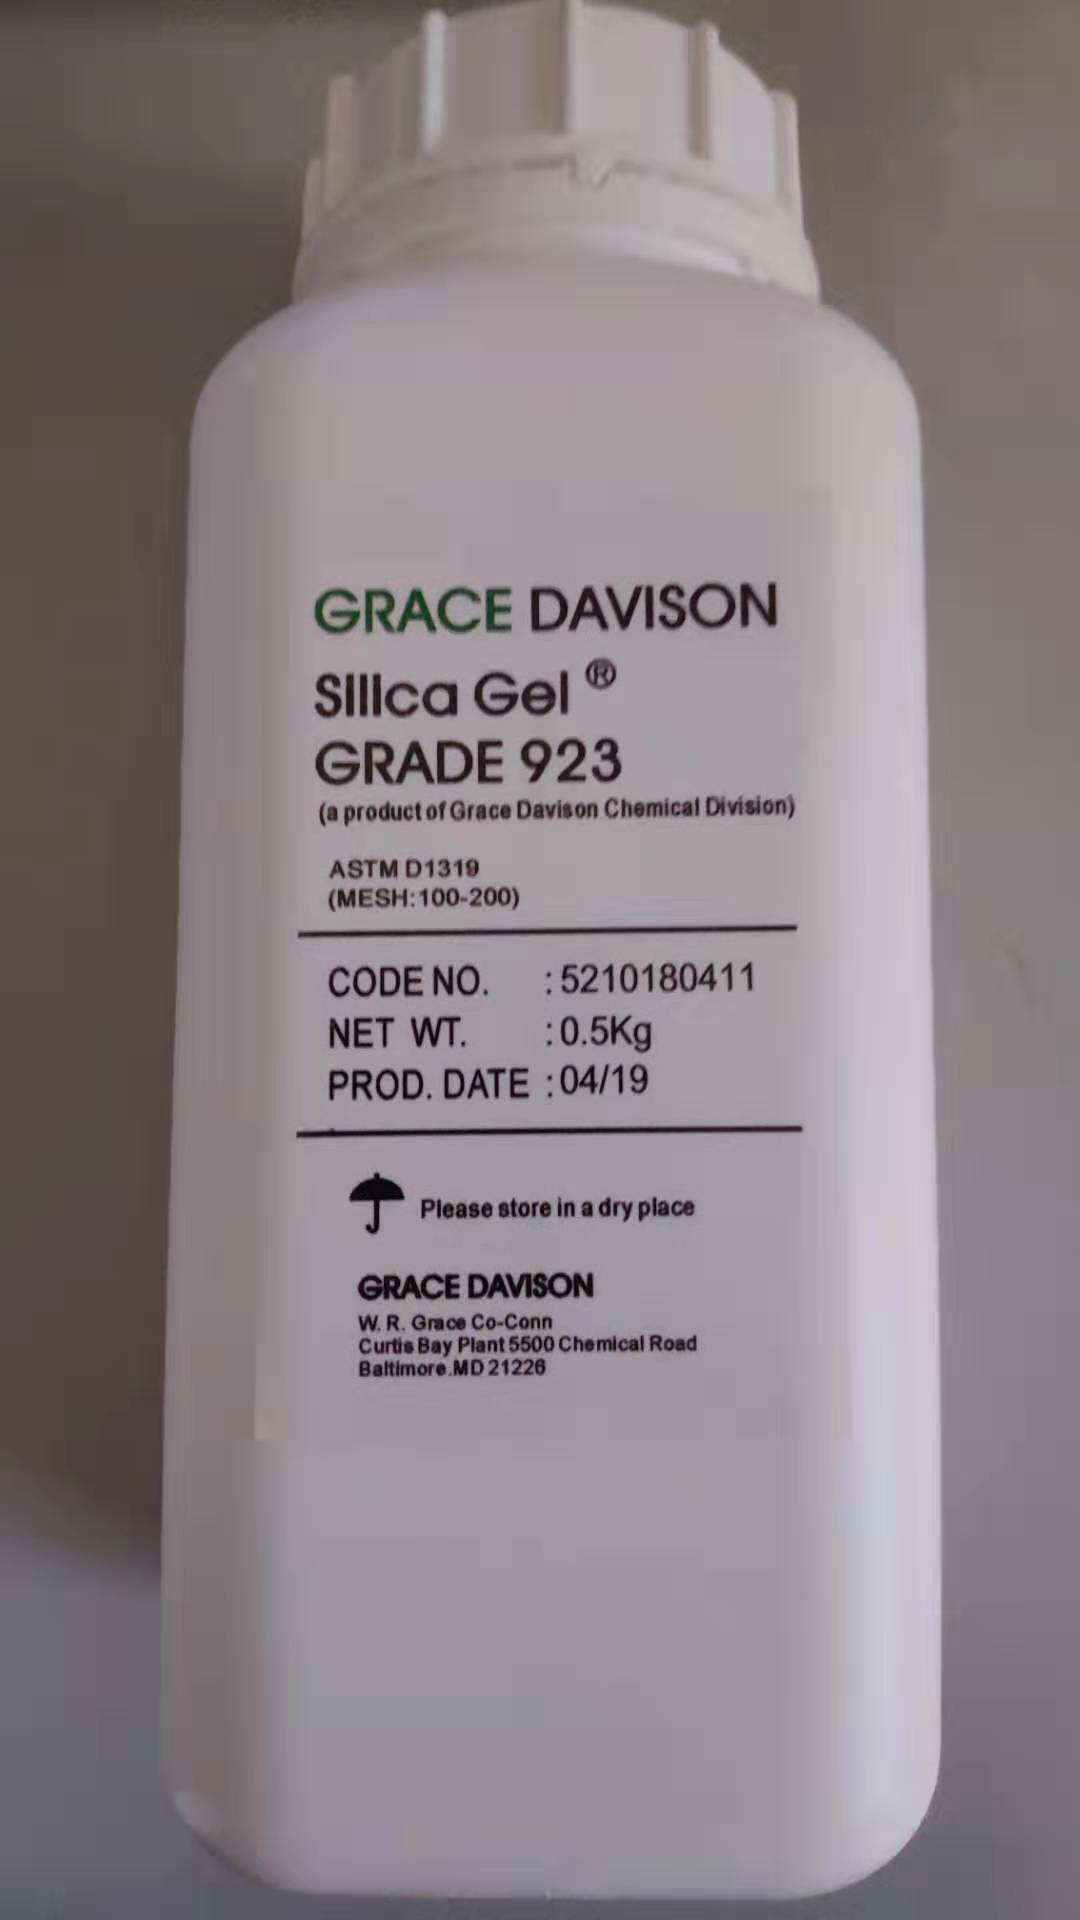 GRACE DAVISON
SIlIca Gel ®
GRADE 923
(a product of Grace Davison Chemical Division)
ASTM D1319
(MESH:100-200)
CODE NO. :5210180411
NET WT. :0.5Kg
PROD. DATE :04/19
Please store in a dry place
GRACE DAVISON
W. R. Grace Co-Conn
Curtis Bay Plant 5500 Chemical Road
Baltimore.MD 21226